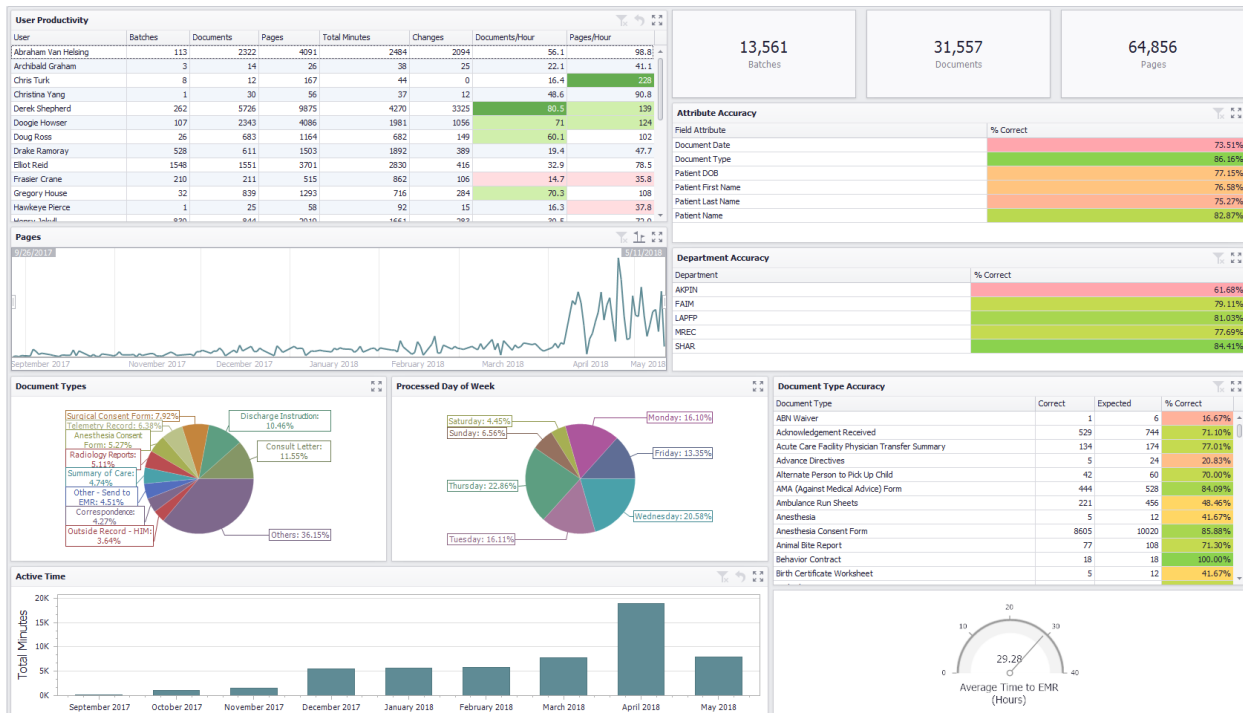 User Productivity
User Batches Documents Pages Total Minutes Changes Documents/Hour Pages/Hour
Abraham Van Helsing 113 2322 4091 2484 2094 56.1 98.8
Archibald Graham 3 14 26 38 25 22.1 41.1
Chris Turk 8 12 167 44 0 16.4 228
Christina Yang 1 30 56 37 12 48.6 90.8
Derek Shepherd 262 5726 9875 4270 3325 80.5 139
Doogie Howser 107 2343 4086 1981 1056 71 124
Doug Ross 26 683 1164 682 149 60.1 102
Drake Ramoray 528 611 1503 1892 389 19.4 47.7
Elliot Reid 1548 1551 3701 2830 416 32.9 78.5
Frasier Crane 210 211 515 862 106 14.7 35.8
Gregory House 32 839 1293 716 284 70.3 108
Hawkeye Pierce 1 25 58 92 15 16.3 37.8
13,561
Batches
31,557
Documents
64,856
Pages
Attribute Accuracy
Field Attribute % Correct
Document Date 73.51%
Document Type 86.16%
Patient DOB 77.15%
Patient First Name 76.58%
Patient Last Name 75.27%
Patient Name 82.87%
Pages
9/26/2017 5/11/2018
September 2017 November 2017 December 2017 January 2018 February 2018 March 2018 April 2018 May 2018
Department Accuracy
Department % Correct
AKPIN 61.68%
FAIM 79.11%
LAPFP 81.03%
MREC 77.69%
SHAR 84.41%
Document Types
Surgical Consent Form: 7.92%
Telemetry Record: 6.38%
Anesthesia Consent
Form: 5.27%
Radiology Reports:
5.11%
Summary of Care:
4.74%
Other - Send to
EMR: 4.51%
Correspondence:
4.27%
Outside Record - HIM:
3.64%
Discharge Instruction:
10.46%
Consult Letter:
11.55%
Others: 36.15%
Processed Day of Week
Saturday: 4.45%
Sunday: 6.56%
Thursday: 22.86%
Tuesday: 16.11%
Monday: 16.10%
Friday: 13.35%
Wednesday: 20.58%
Document Type Accuracy
Document Type Correct Expected % Correct
ABN Waiver 1 6 16.67%
Acknowledgement Received 529 744 71.10%
Acute Care Facility Physician Transfer Summary 134 174 77.01%
Advance Directives 5 24 20.83%
Alternate Person to Pick Up Child 42 60 70.00%
AMA (Against Medical Advice) Form 444 528 84.09%
Ambulance Run Sheets 221 456 48.46%
Anesthesia 5 12 41.67%
Anesthesia Consent Form 8605 10020 85.88%
Animal Bite Report 77 108 71.30%
Behavior Contract 18 18 100.00%
Birth Certificate Worksheet 5 12 41.67%
Active Time
Total Minutes
20K
15K
10K
5K
0K
September 2017 October 2017 November 2017 December 2017 January 2018 February 2018 March 2018 April 2018 May 2018
0 10 20 30 40
29.28
Average Time to EMR
(Hours)